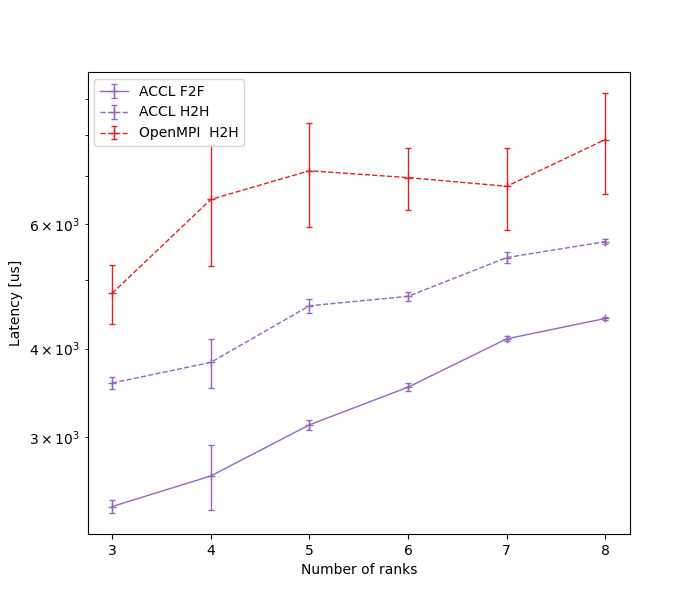 ACCL F2F
ACCL H2H
OpenMPI  H2H
6 × 10³
4 × 10³
3 × 10³
Latency [us]
3 4 5 6 7 8
Number of ranks